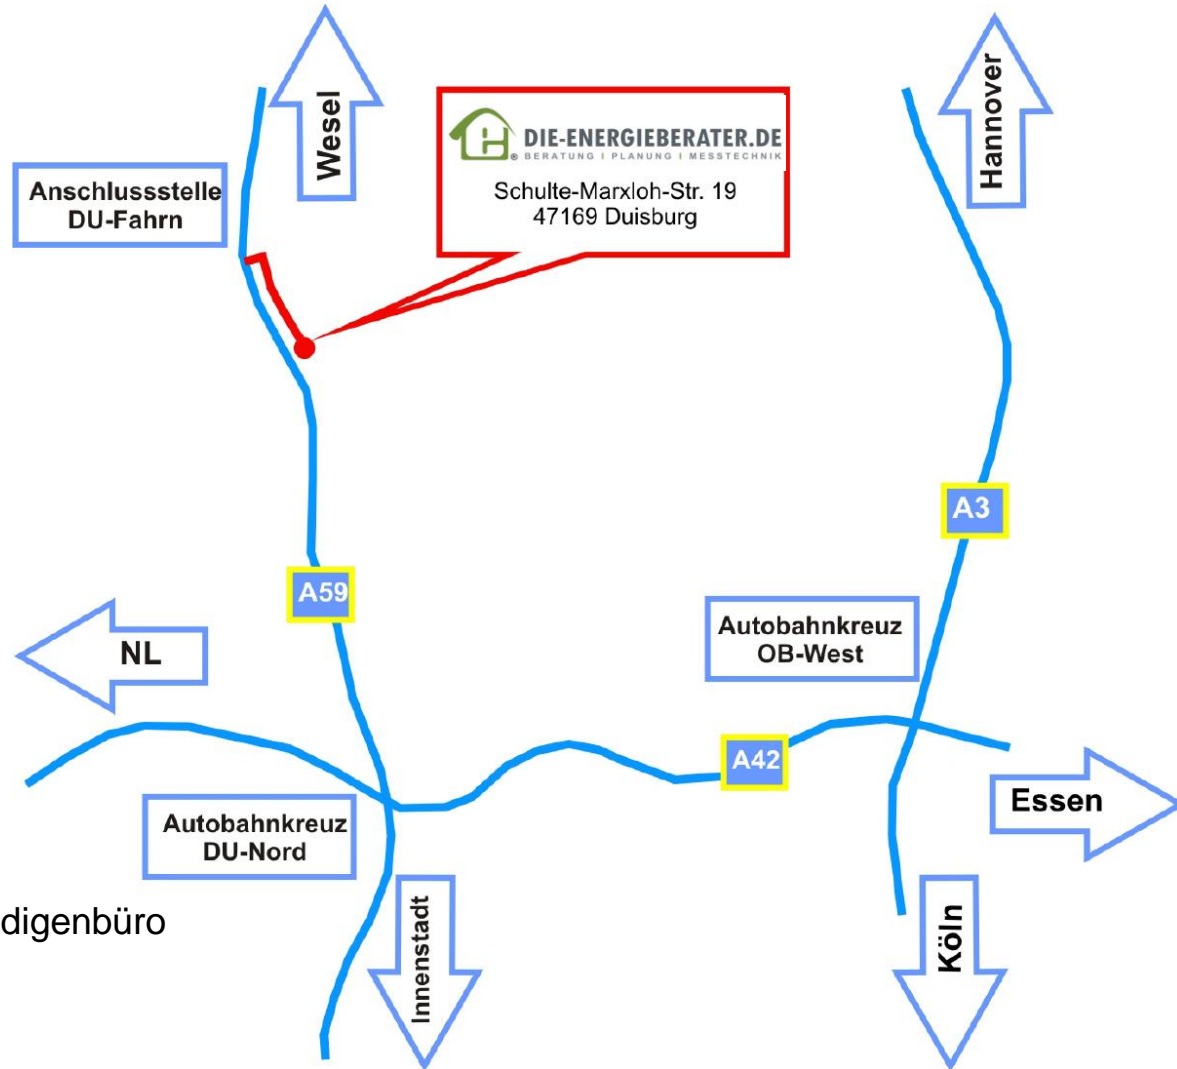 Wesel
Hannover
DIE-ENERGIEBERATER.DE
BERATUNG | PLANUNG | MESSTECHNIK
Schulte-Marxloh-Str. 19
47169 Duisburg
Anschlussstelle
DU-Fahrn
A3
A59
Autobahnkreuz
OB-West
NL
A42
Essen
Autobahnkreuz
DU-Nord
digenbüro
Innenstadt
Köln